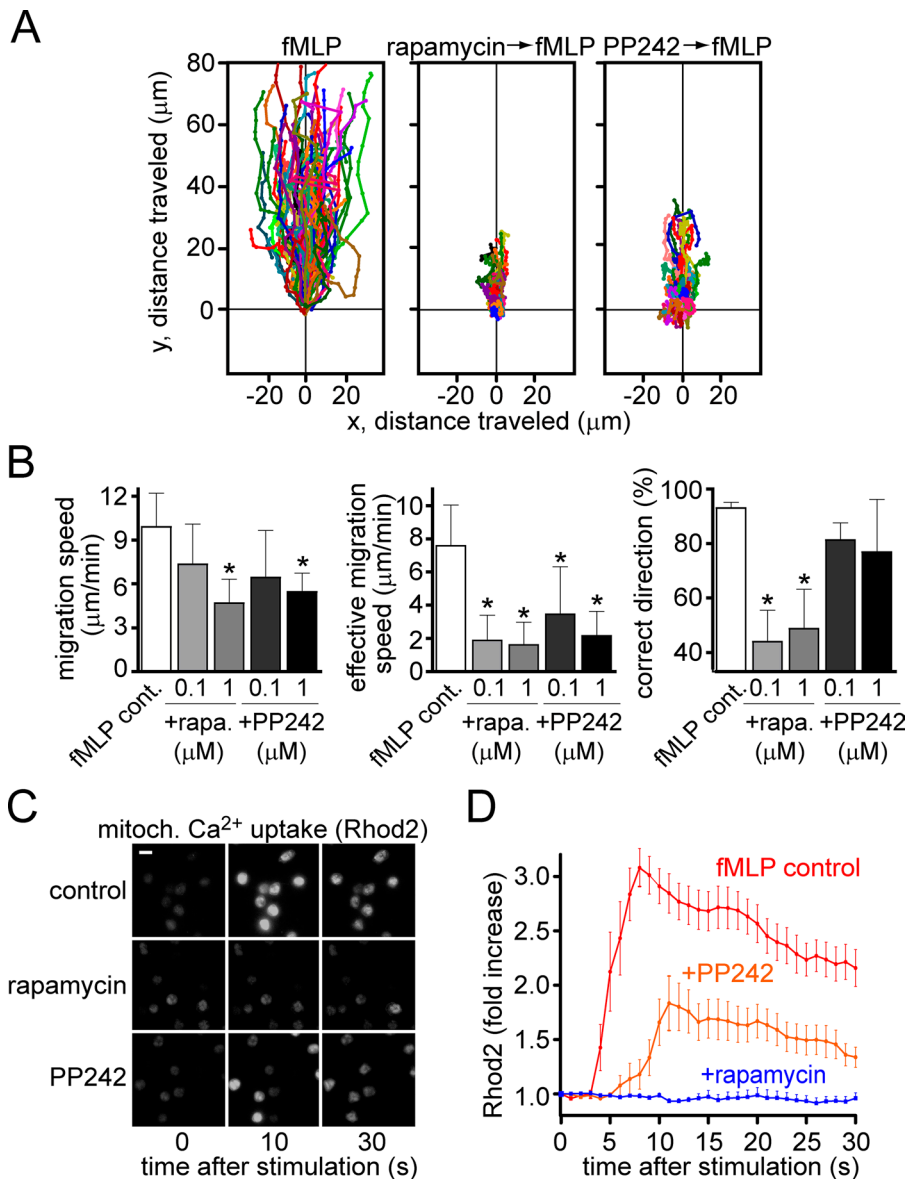 A
fMLP
rapamycin→fMLP
PP242→fMLP
y, distance traveled (μm)
80
60
40
20
0
-20 0 20
-20 0 20
-20 0 20
x, distance traveled (μm)
B
migration speed
(μm/min)
12
9
6
3
0
*
*
fMLP cont.
0.1 1 0.1 1
+rapa. +PP242
(μM) (μM)
effective migration
speed (μm/min)
10
8
6
4
2
0
*
*
*
*
fMLP cont.
0.1 1 0.1 1
+rapa. +PP242
(μM) (μM)
correct direction (%)
100
80
60
40
*
*
fMLP cont.
0.1 1 0.1 1
+rapa. +PP242
(μM) (μM)
C
mitoch. Ca²⁺ uptake (Rhod2)
control
rapamycin
PP242
0 10 30
time after stimulation (s)
D
Rhod2 (fold increase)
3.0
2.5
2.0
1.5
1.0
fMLP control
+PP242
+rapamycin
0 5 10 15 20 25 30
time after stimulation (s)